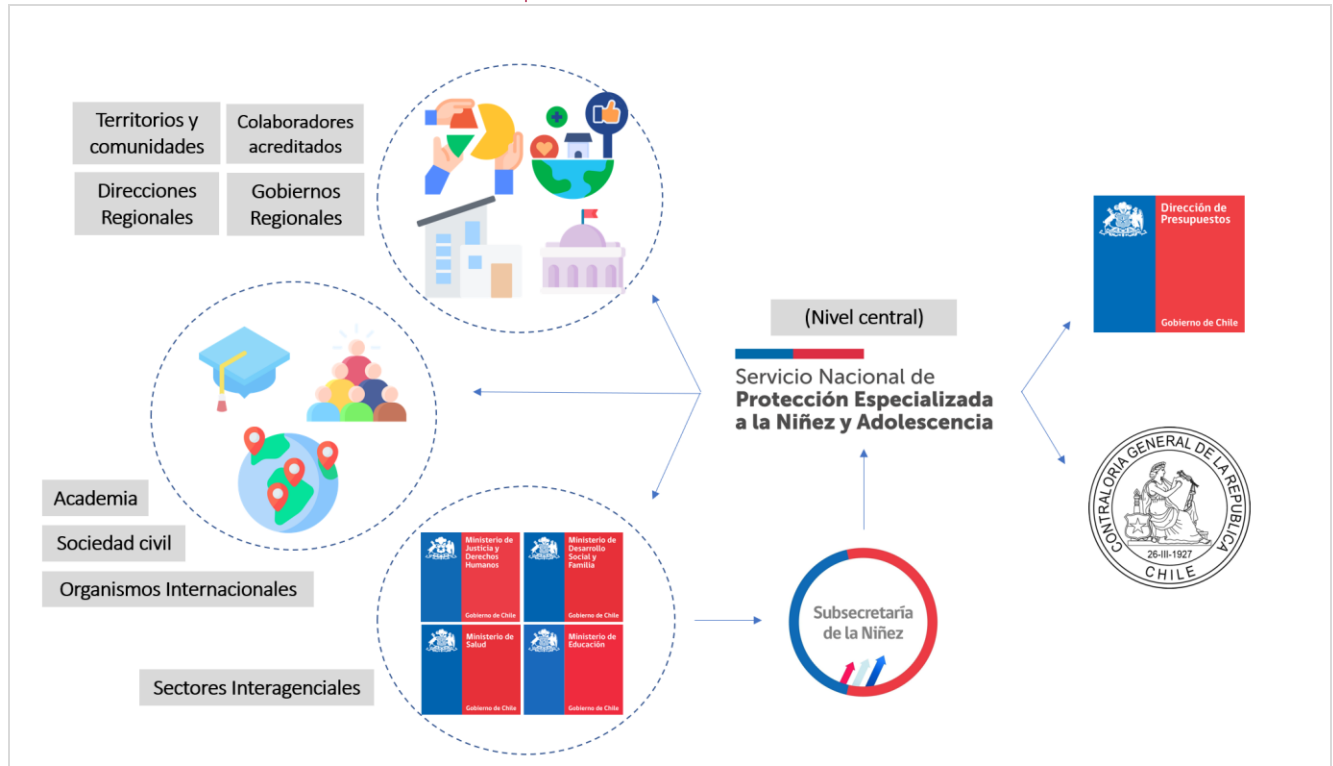 Territorios y
comunidades
Colaboradores
acreditados
Direcciones
Regionales
Gobiernos
Regionales
Academia
Sociedad civil
Organismos Internacionales
Sectores Interagenciales
Ministerio de
Justicia y
Derechos
Humanos
Gobierno de Chile
Ministerio de
Desarrollo
Social y
Familia
Gobierno de Chile
Ministerio de
Salud
Gobierno de Chile
Ministerio de
Educación
Gobierno de Chile
(Nivel central)
Servicio Nacional de
Protección Especializada
a la Niñez y Adolescencia
Subsecretaría
de la Niñez
Dirección de
Presupuestos
Gobierno de Chile
CONTRALORIA GENERAL DE LA REPUBLICA
26-III-1927
CHILE